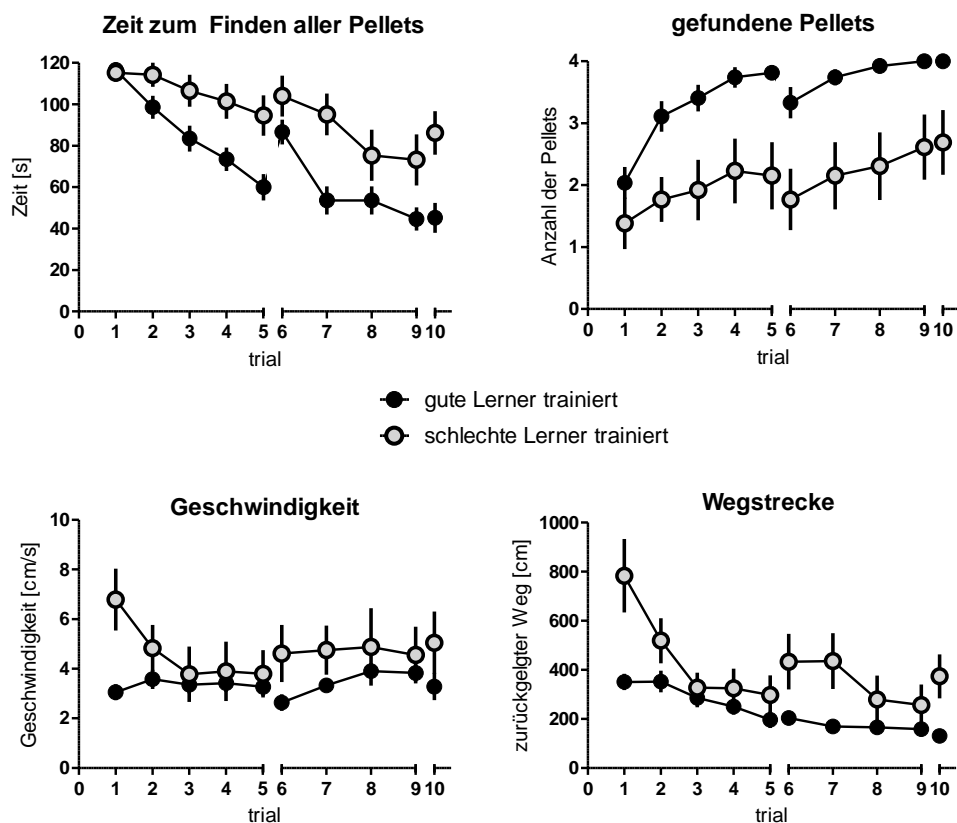 Zeit zum Finden aller Pellets
Zeit [s]
120
100
80
60
40
20
0
0 1 2 3 4 5 6 7 8 9 10
trial
gefundene Pellets
Anzahl der Pellets
4
3
2
1
0
0 1 2 3 4 5 6 7 8 9 10
trial
gute Lerner trainiert
schlechte Lerner trainiert
Geschwindigkeit
Geschwindigkeit [cm/s]
10
8
6
4
2
0
0 1 2 3 4 5 6 7 8 9 10
trial
Wegstrecke
zurückgelgter Weg [cm]
1000
800
600
400
200
0
0 1 2 3 4 5 6 7 8 9 10
trial